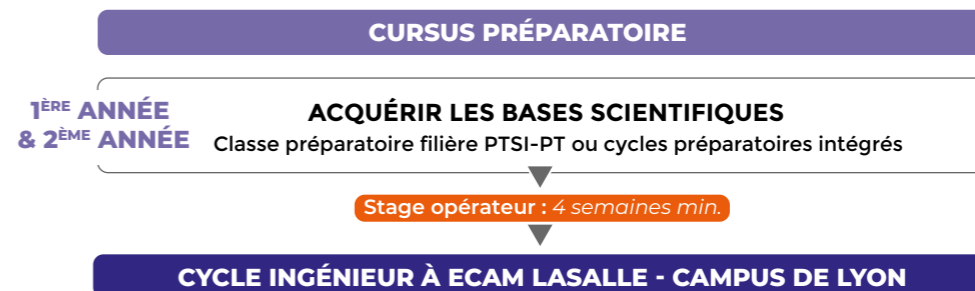 CURSUS PRÉPARATOIRE
1ÈRE ANNÉE
& 2ÈME ANNÉE
ACQUÉRIR LES BASES SCIENTIFIQUES
Classe préparatoire filière PTSI-PT ou cycles préparatoires intégrés
Stage opérateur : 4 semaines min.
CYCLE INGÉNIEUR À ECAM LASALLE - CAMPUS DE LYON